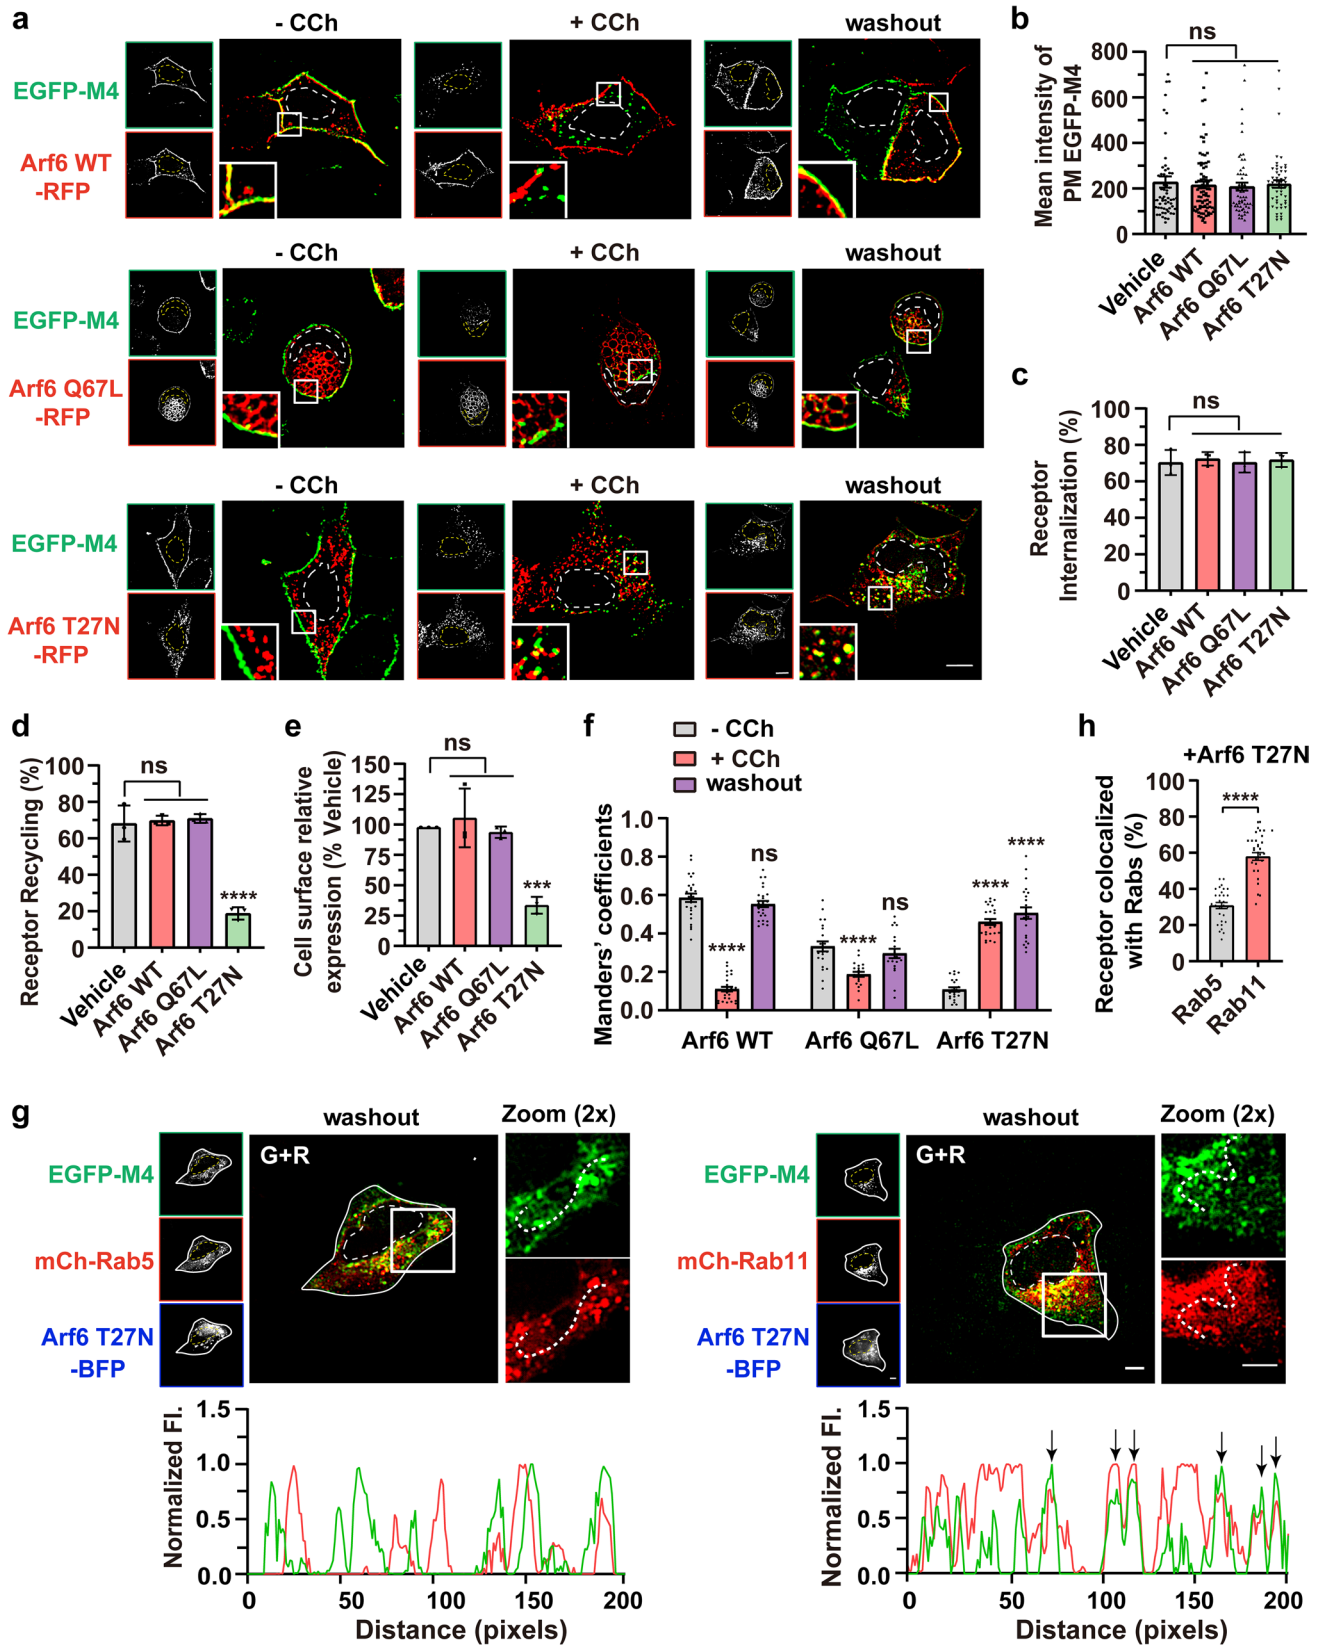 a
- CCh
+ CCh
washout
EGFP-M4
Arf6 WT
-RFP
- CCh
+ CCh
washout
EGFP-M4
Arf6 Q67L
-RFP
- CCh
+ CCh
washout
EGFP-M4
Arf6 T27N
-RFP
b
ns
Mean intensity of
PM EGFP-M4
800
600
400
200
0
Vehicle
Arf6 WT
Arf6 Q67L
Arf6 T27N
c
ns
Receptor
Internalization (%)
100
80
60
40
20
0
Vehicle
Arf6 WT
Arf6 Q67L
Arf6 T27N
d
ns
Receptor Recycling (%)
100
80
60
40
20
0
****
Vehicle
Arf6 WT
Arf6 Q67L
Arf6 T27N
e
ns
Cell surface relative
expression (% Vehicle)
150
125
100
75
50
25
0
***
Vehicle
Arf6 WT
Arf6 Q67L
Arf6 T27N
f
- CCh
+ CCh
washout
Manders' coefficients
1.0
0.8
0.6
0.4
0.2
0.0
****
ns
****
ns
****
****
Arf6 WT
Arf6 Q67L
Arf6 T27N
h
+Arf6 T27N
Receptor colocalized
with Rabs (%)
100
80
60
40
20
0
****
Rab5
Rab11
g
washout
Zoom (2x)
EGFP-M4
mCh-Rab5
Arf6 T27N
-BFP
G+R
Normalized FI.
1.5
1.0
0.5
0.0
0
50
100
150
200
Distance (pixels)
washout
Zoom (2x)
EGFP-M4
mCh-Rab11
Arf6 T27N
-BFP
G+R
Normalized FI.
1.5
1.0
0.5
0.0
0
50
100
150
200
Distance (pixels)